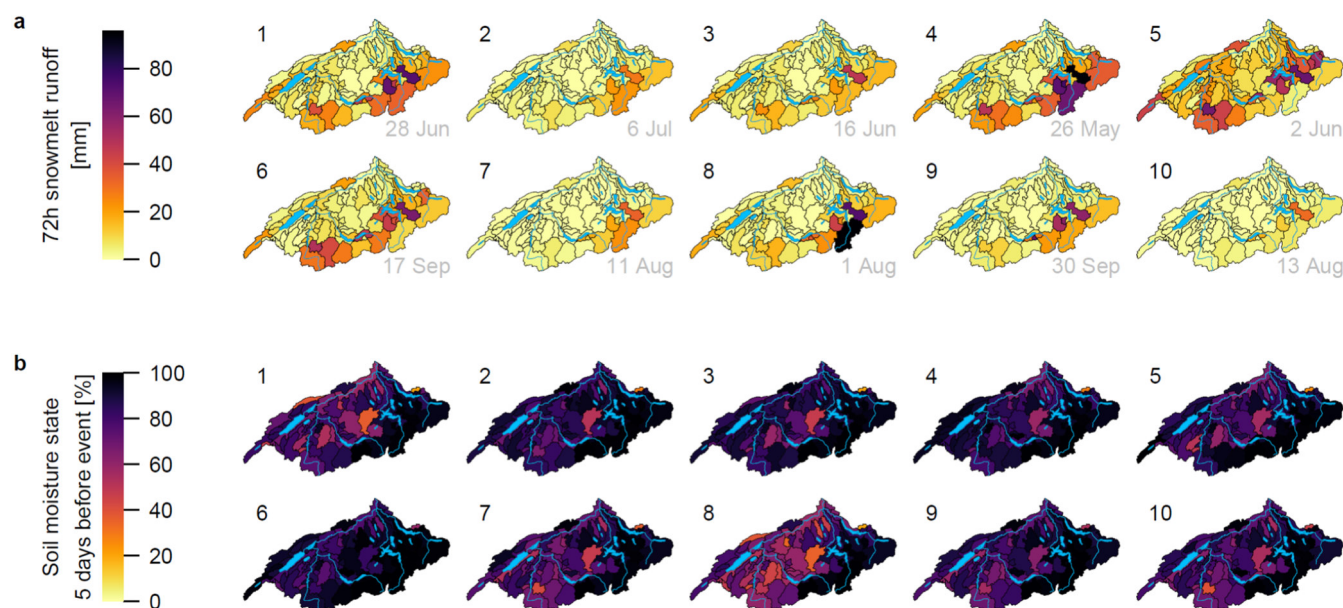 a
72h snowmelt runoff
[mm]
80
60
40
20
0
1
28 Jun
2
6 Jul
3
16 Jun
4
26 May
5
2 Jun
6
17 Sep
7
11 Aug
8
1 Aug
9
30 Sep
10
13 Aug
b
Soil moisture state
5 days before event [%]
100
80
60
40
20
0
1
2
3
4
5
6
7
8
9
10